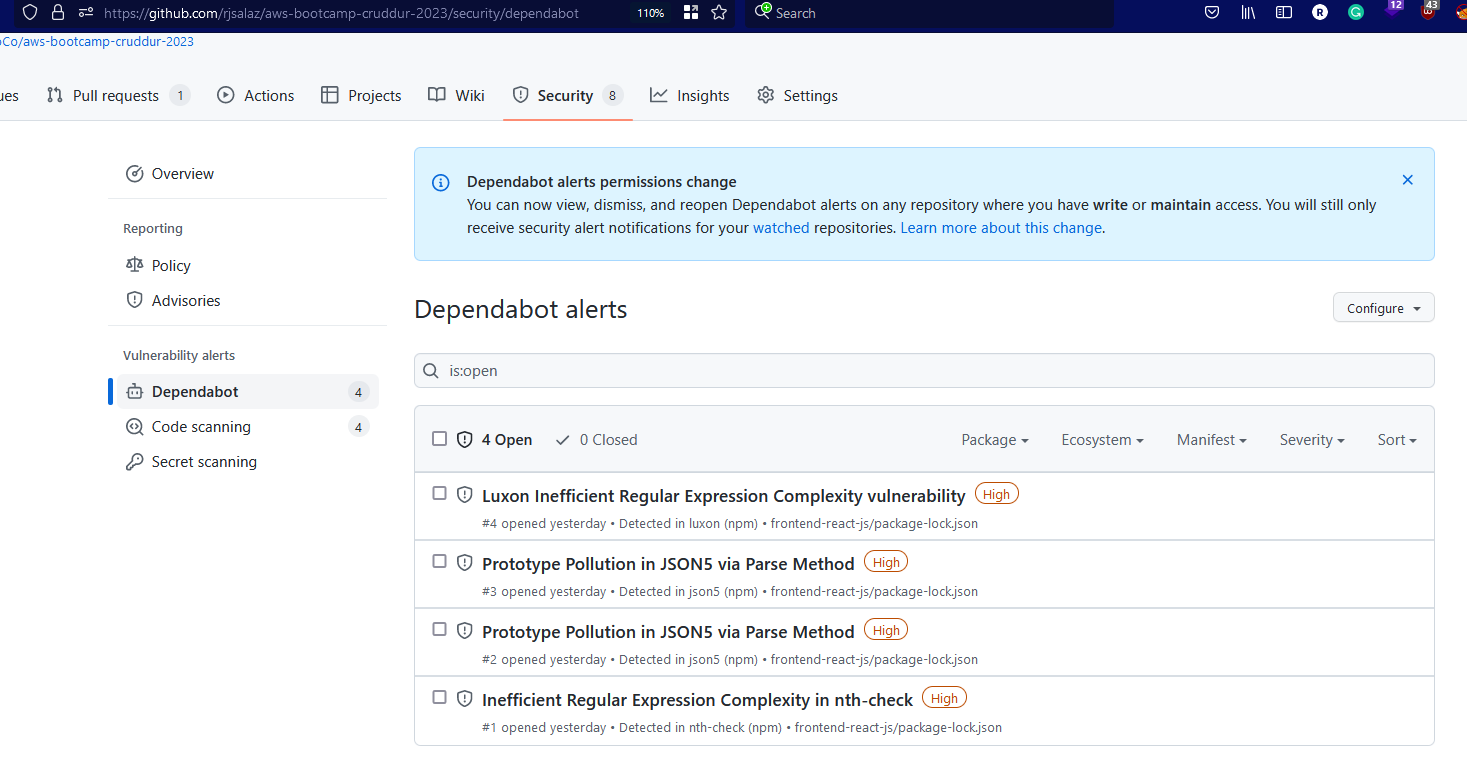 https://github.com/rjsalaz/aws-bootcamp-cruddur-2023/security/dependabot 110% Search R G 12 43
oCo/aws-bootcamp-cruddur-2023
ues Pull requests 1 Actions Projects Wiki Security 8 Insights Settings
Overview
Reporting
Policy
Advisories
Vulnerability alerts
Dependabot 4
Code scanning 4
Secret scanning
Dependabot alerts permissions change
You can now view, dismiss, and reopen Dependabot alerts on any repository where you have write or maintain access. You will still only
receive security alert notifications for your watched repositories. Learn more about this change.
Dependabot alerts
Configure
is:open
4 Open 0 Closed Package Ecosystem Manifest Severity Sort
Luxon Inefficient Regular Expression Complexity vulnerability High
#4 opened yesterday • Detected in luxon (npm) • frontend-react-js/package-lock.json
Prototype Pollution in JSON5 via Parse Method High
#3 opened yesterday • Detected in json5 (npm) • frontend-react-js/package-lock.json
Prototype Pollution in JSON5 via Parse Method High
#2 opened yesterday • Detected in json5 (npm) • frontend-react-js/package-lock.json
Inefficient Regular Expression Complexity in nth-check High
#1 opened yesterday • Detected in nth-check (npm) • frontend-react-js/package-lock.json